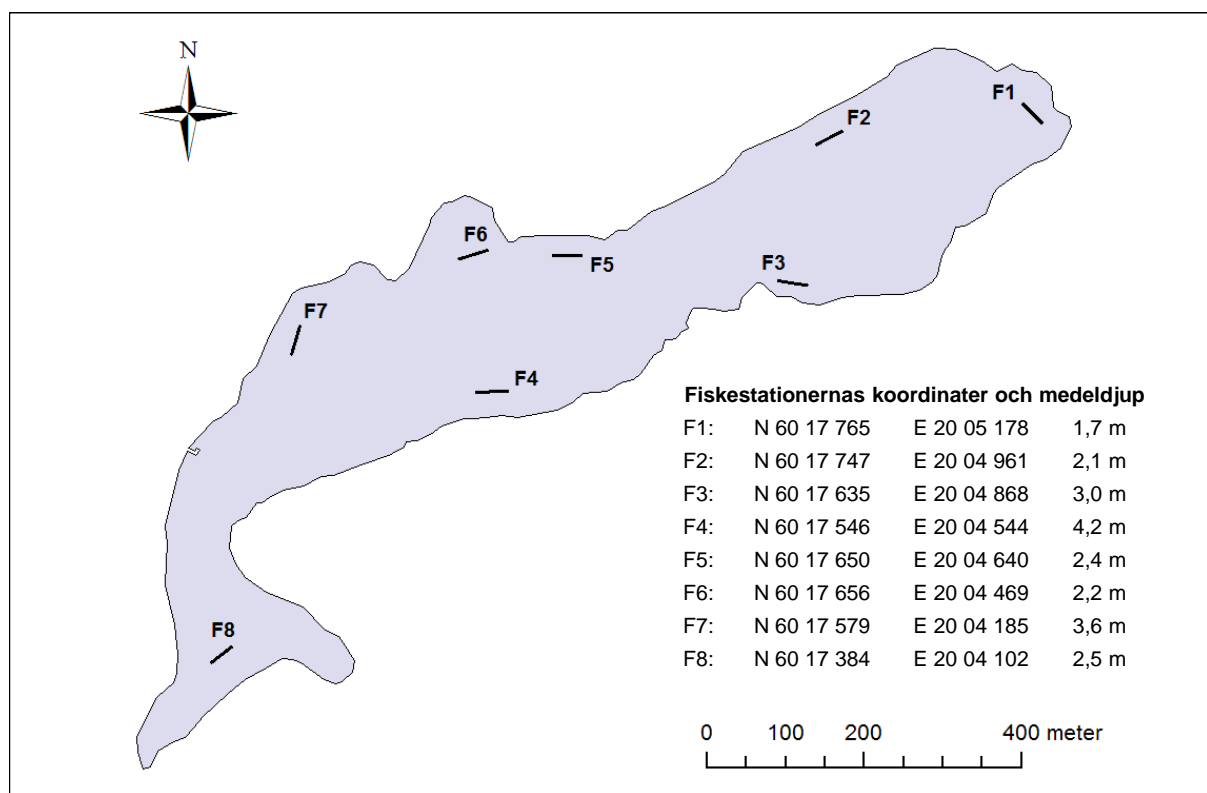 N
F1
F2
F6
F5
F3
F7
F4
Fiskestationernas koordinater och medeldjup
F1: N 60 17 765 E 20 05 178 1,7 m
F2: N 60 17 747 E 20 04 961 2,1 m
F3: N 60 17 635 E 20 04 868 3,0 m
F4: N 60 17 546 E 20 04 544 4,2 m
F5: N 60 17 650 E 20 04 640 2,4 m
F6: N 60 17 656 E 20 04 469 2,2 m
F7: N 60 17 579 E 20 04 185 3,6 m
F8: N 60 17 384 E 20 04 102 2,5 m
F8
0 100 200 400 meter